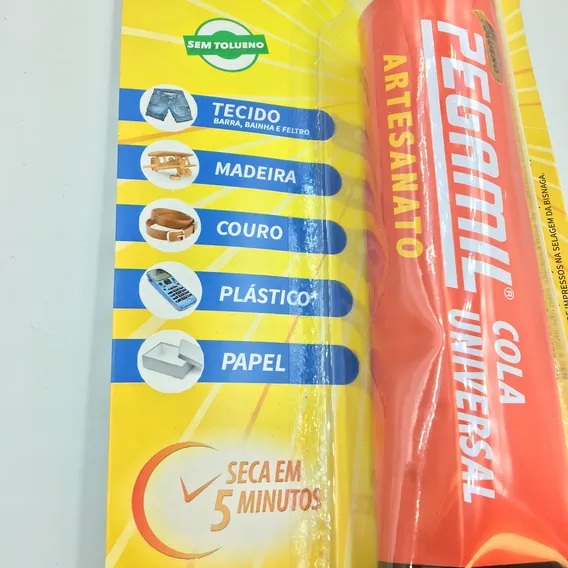 SEM TOLUENO
TECIDO
BARRA, BAINHA E FELTRO
MADEIRA
COURO
PLÁSTICO*
PAPEL
SECA EM
5 MINUTOS
PEGAMIL®
ARTESANATO
COLA
UNIVERSAL
IMPRESSOS NA SELAGEM DA BISNAGA.